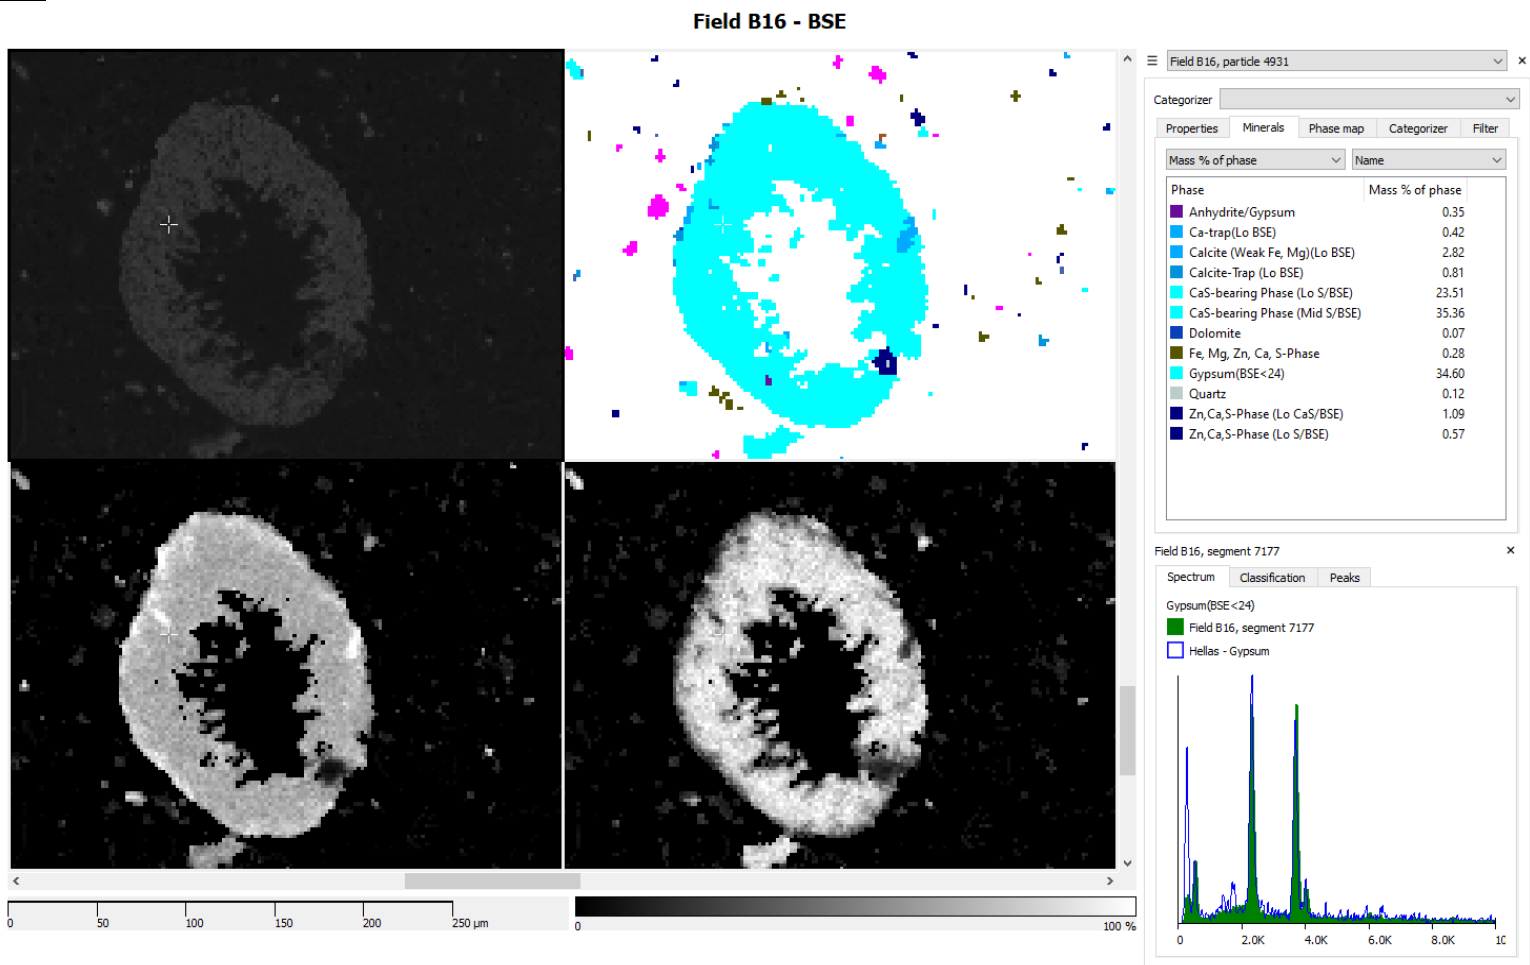 Field B16 - BSE
Field B16, particle 4931
Categorizer
Properties Minerals Phase map Categorizer Filter
Mass % of phase Name
Phase Mass % of phase
Anhydrite/Gypsum 0.35
Ca-trap(Lo BSE) 0.42
Calcite (Weak Fe, Mg)(Lo BSE) 2.82
Calcite-Trap (Lo BSE) 0.81
CaS-bearing Phase (Lo S/BSE) 23.51
CaS-bearing Phase (Mid S/BSE) 35.36
Dolomite 0.07
Fe, Mg, Zn, Ca, S-Phase 0.28
Gypsum(BSE<24) 34.60
Quartz 0.12
Zn,Ca,S-Phase (Lo CaS/BSE) 1.09
Zn,Ca,S-Phase (Lo S/BSE) 0.57
Field B16, segment 7177
Spectrum Classification Peaks
Gypsum(BSE<24)
Field B16, segment 7177
Hellas - Gypsum
0 2.0K 4.0K 6.0K 8.0K 10
0 50 100 150 200 250 µm
0 100 %